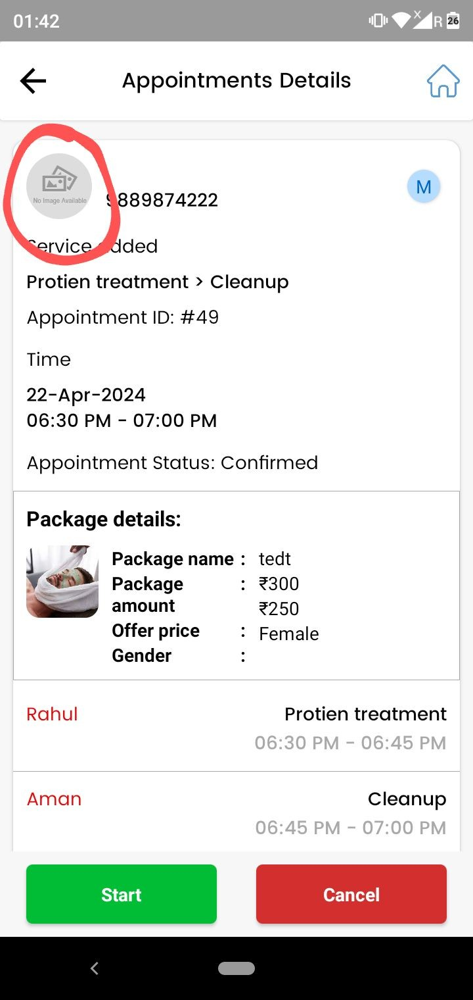 01:42
R 26
Appointments Details
No Image Available
9889874222
M
Service added
Protien treatment > Cleanup
Appointment ID: #49
Time
22-Apr-2024
06:30 PM - 07:00 PM
Appointment Status: Confirmed
Package details:
Package name : tedt
Package amount : ₹300
Offer price : ₹250
Gender : Female
Rahul Protien treatment
06:30 PM - 06:45 PM
Aman Cleanup
06:45 PM - 07:00 PM
Start Cancel